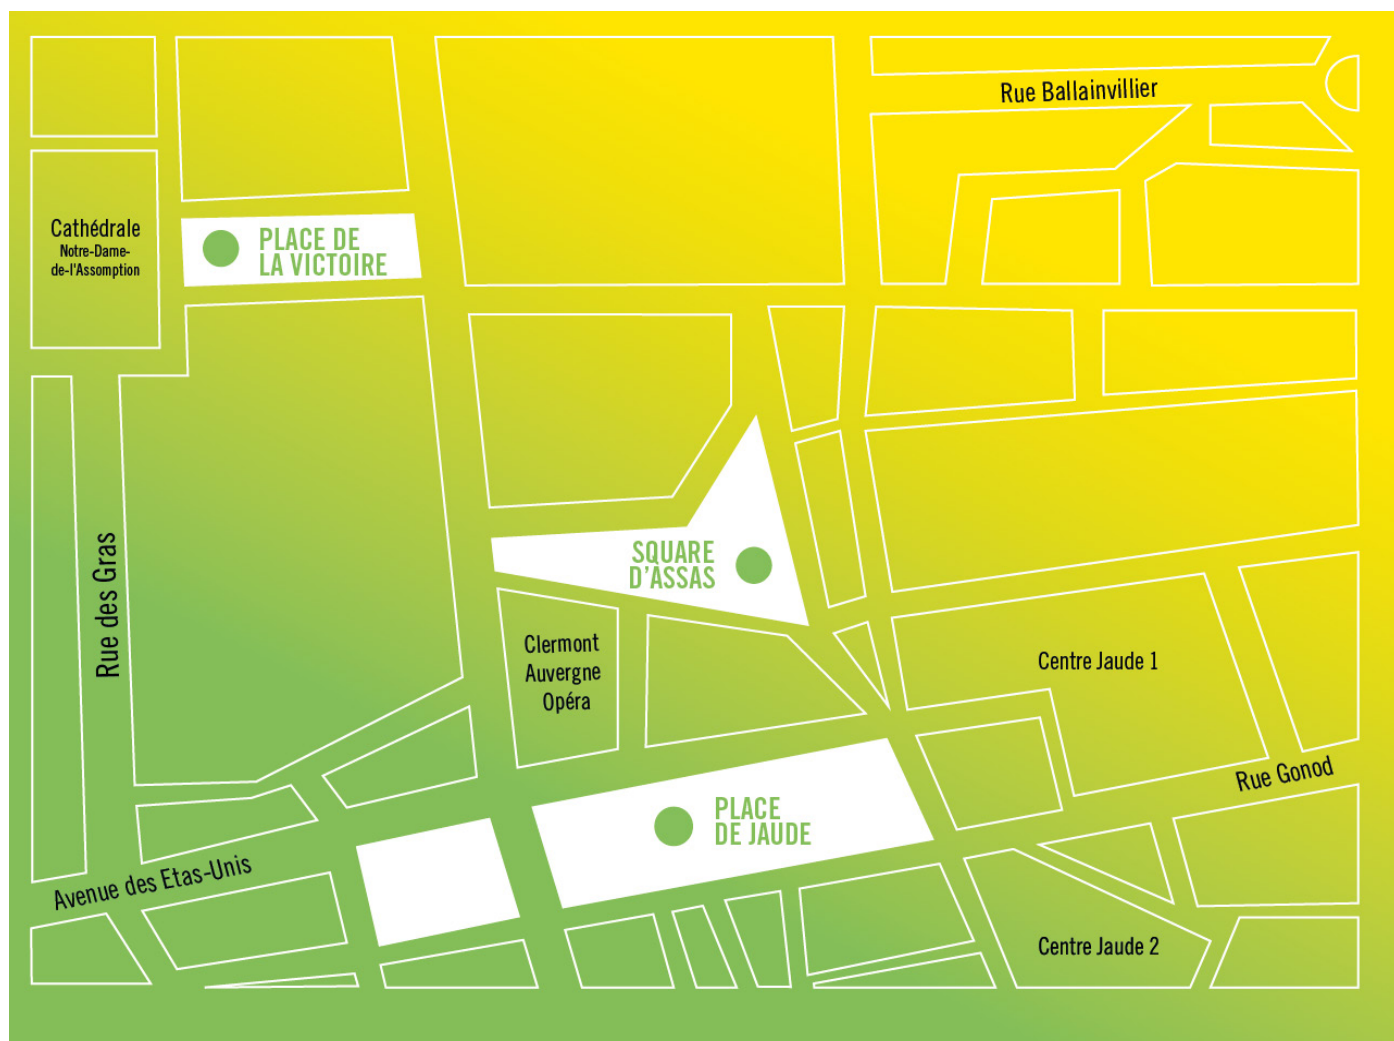 Rue Ballainvillier
Cathédrale
Notre-Dame-
de-l'Assomption
PLACE DE
LA VICTOIRE
Rue des Gras
SQUARE
D'ASSAS
Clermont
Auvergne
Opéra
Centre Jaude 1
Rue Gonod
PLACE
DE JAUDE
Avenue des Etas-Unis
Centre Jaude 2